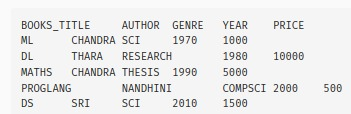 BOOKS_TITLE AUTHOR GENRE YEAR PRICE
ML CHANDRA SCI 1970 1000
DL THARA RESEARCH 1980 10000
MATHS CHANDRA THESIS 1990 5000
PROGLANG NANDHINI COMPSCI 2000 500
DS SRI SCI 2010 1500